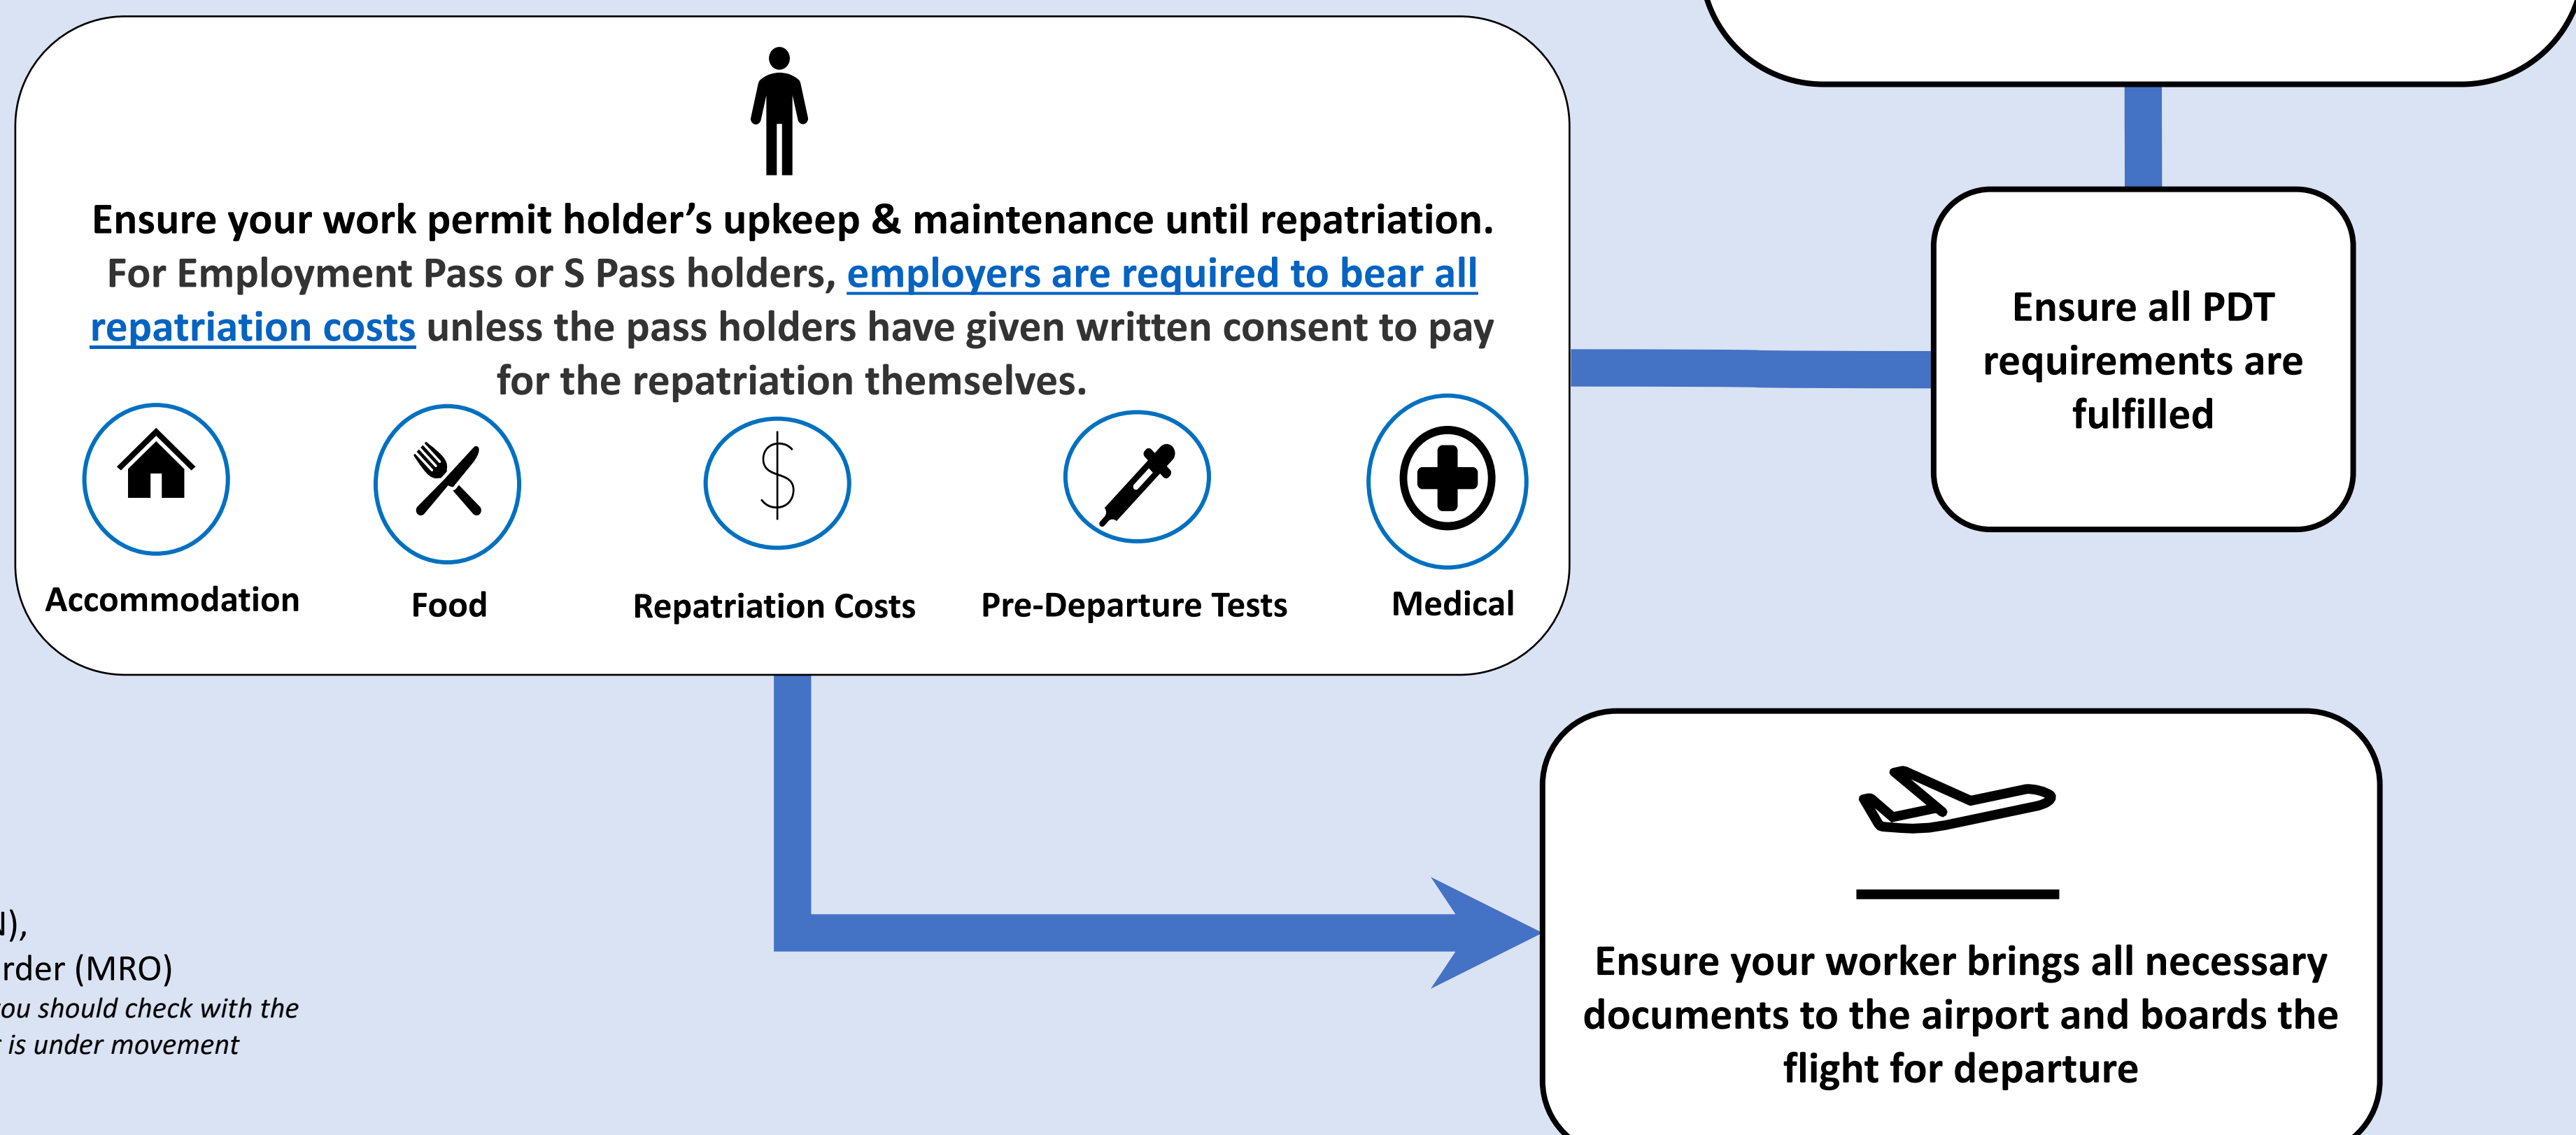 Ensure your work permit holder’s upkeep & maintenance until repatriation.
For Employment Pass or S Pass holders, employers are required to bear all
repatriation costs unless the pass holders have given written consent to pay
for the repatriation themselves.
Accommodation
Food
Repatriation Costs
Pre-Departure Tests
Medical
Ensure all PDT
requirements are
fulfilled
Ensure your worker brings all necessary
documents to the airport and boards the
flight for departure
(MRO)
you should check with the
is under movement